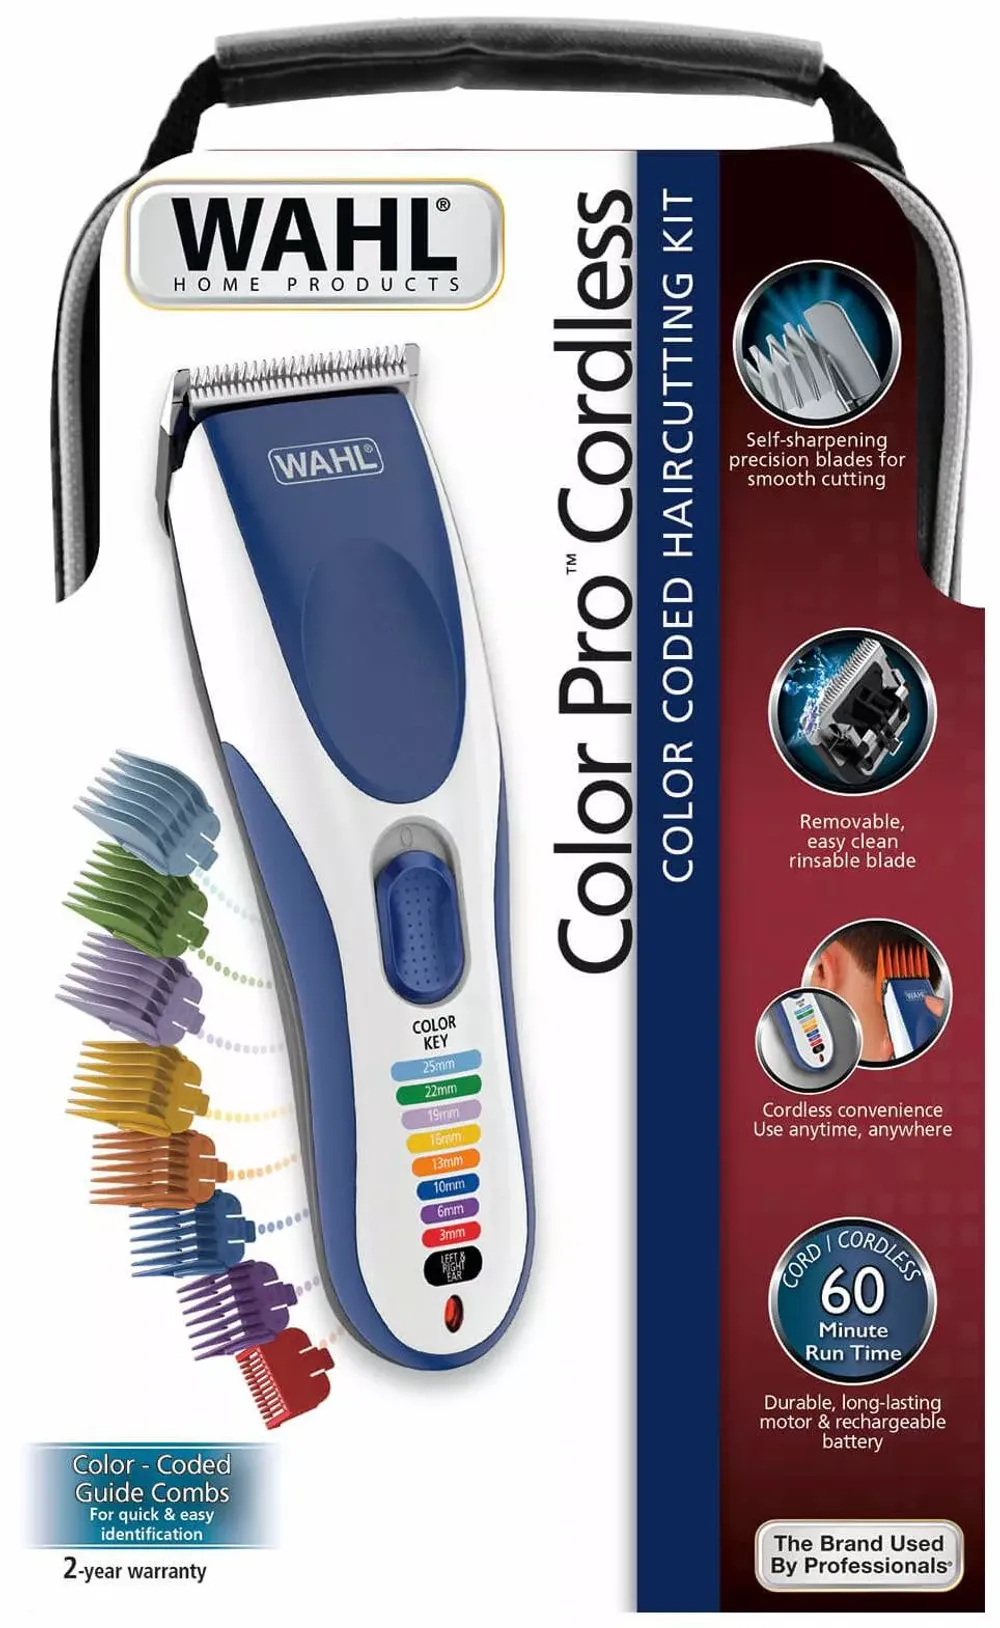 WAHL®
HOME PRODUCTS
Color Pro™ Cordless
COLOR CODED HAIRCUTTING KIT
WAHL
0
COLOR
KEY
25mm
22mm
19mm
16mm
13mm
10mm
6mm
3mm
LEFT &
RIGHT
EAR
Color - Coded
Guide Combs
For quick & easy
identification
2-year warranty
Self-sharpening
precision blades for
smooth cutting
Removable,
easy clean
rinsable blade
WAHL
Cordless convenience
Use anytime, anywhere
CORD / CORDLESS
60
Minute
Run Time
Durable, long-lasting
motor & rechargeable
battery
The Brand Used
By Professionals®